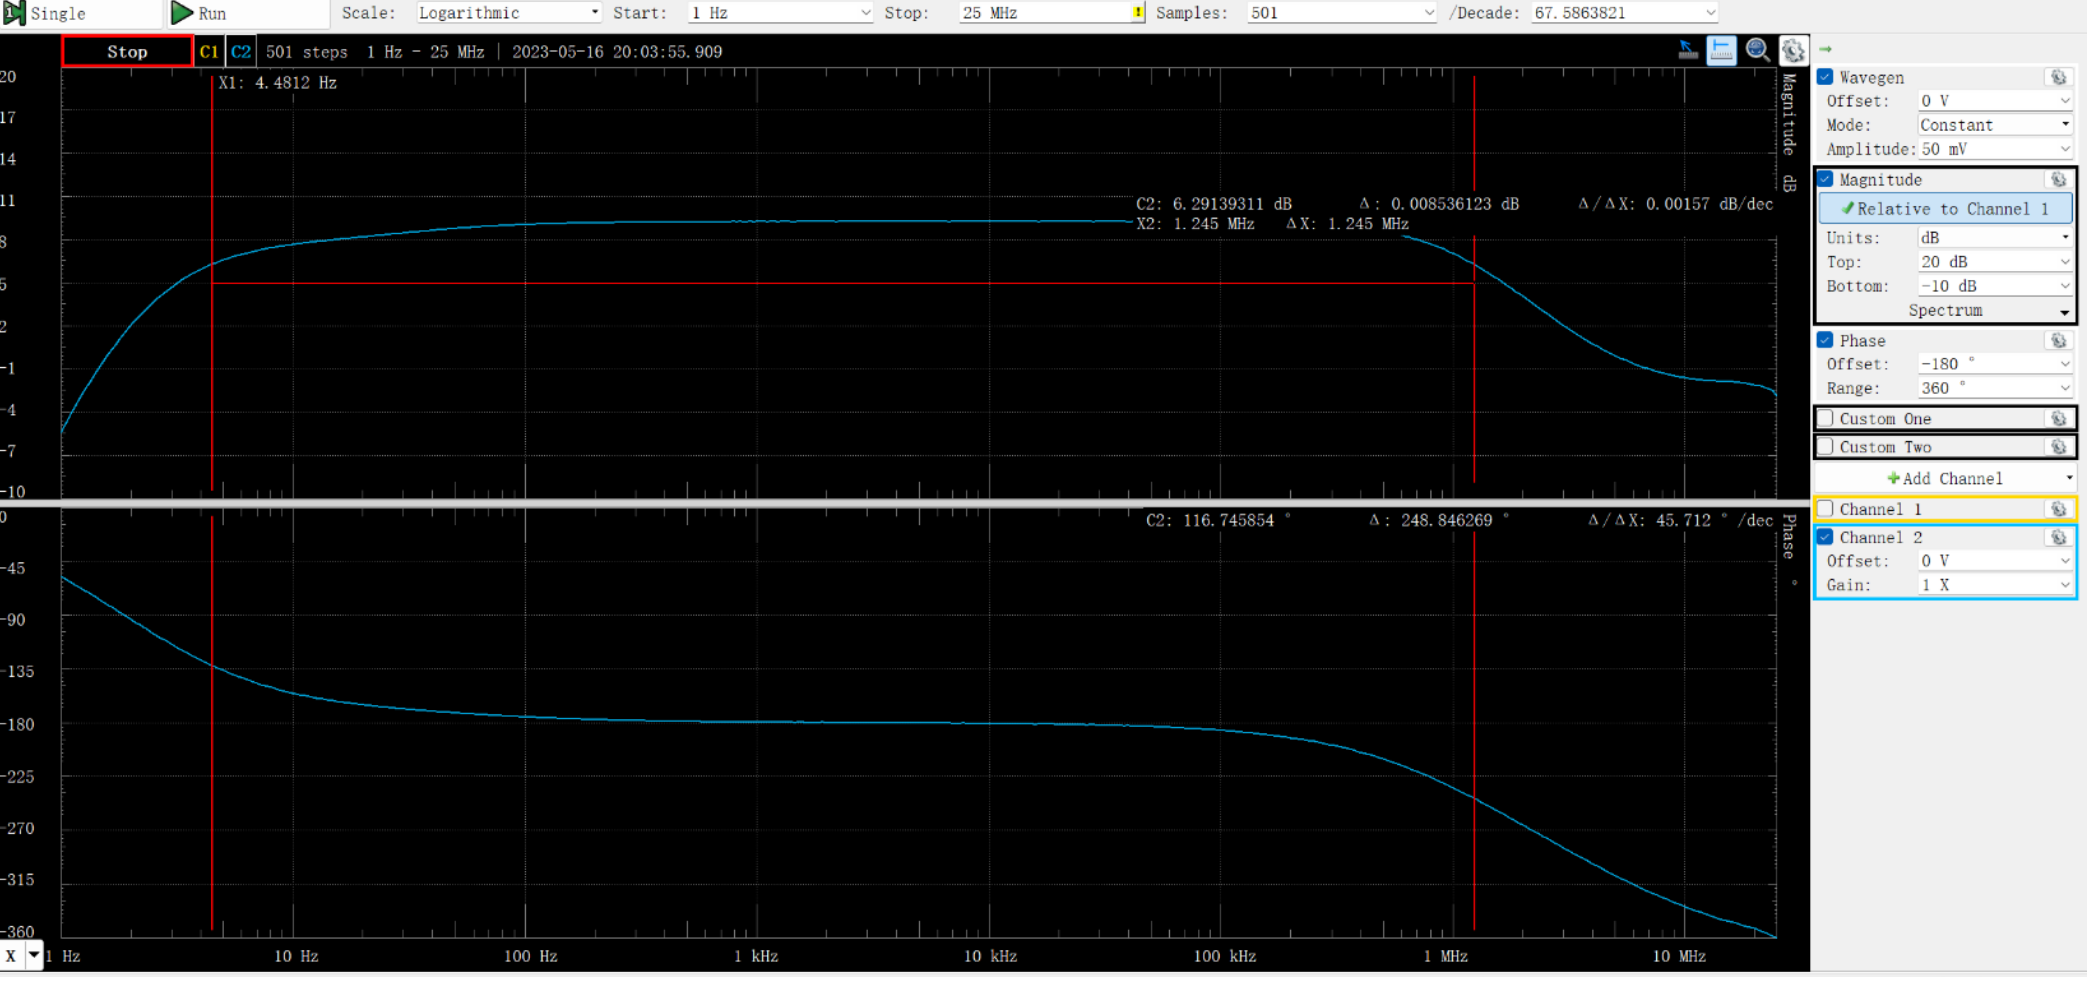 Single Run Scale: Logarithmic Start: 1 Hz Stop: 25 MHz ! Samples: 501 /Decade: 67.5863821
Stop C1 C2 501 steps 1 Hz - 25 MHz | 2023-05-16 20:03:55.909
X1: 4.4812 Hz
20
17
14
11
8
5
2
-1
-4
-7
-10
Magnitude dB
C2: 6.29139311 dB Δ: 0.008536123 dB Δ/ΔX: 0.00157 dB/dec
X2: 1.245 MHz ΔX: 1.245 MHz
C2: 116.745854 ° Δ: 248.846269 ° Δ/ΔX: 45.712 ° /dec
Phase °
0
-45
-90
-135
-180
-225
-270
-315
-360
X 1 Hz 10 Hz 100 Hz 1 kHz 10 kHz 100 kHz 1 MHz 10 MHz
Wavegen
Offset: 0 V
Mode: Constant
Amplitude: 50 mV
Magnitude
Relative to Channel 1
Units: dB
Top: 20 dB
Bottom: -10 dB
Spectrum
Phase
Offset: -180 °
Range: 360 °
Custom One
Custom Two
Add Channel
Channel 1
Channel 2
Offset: 0 V
Gain: 1 X